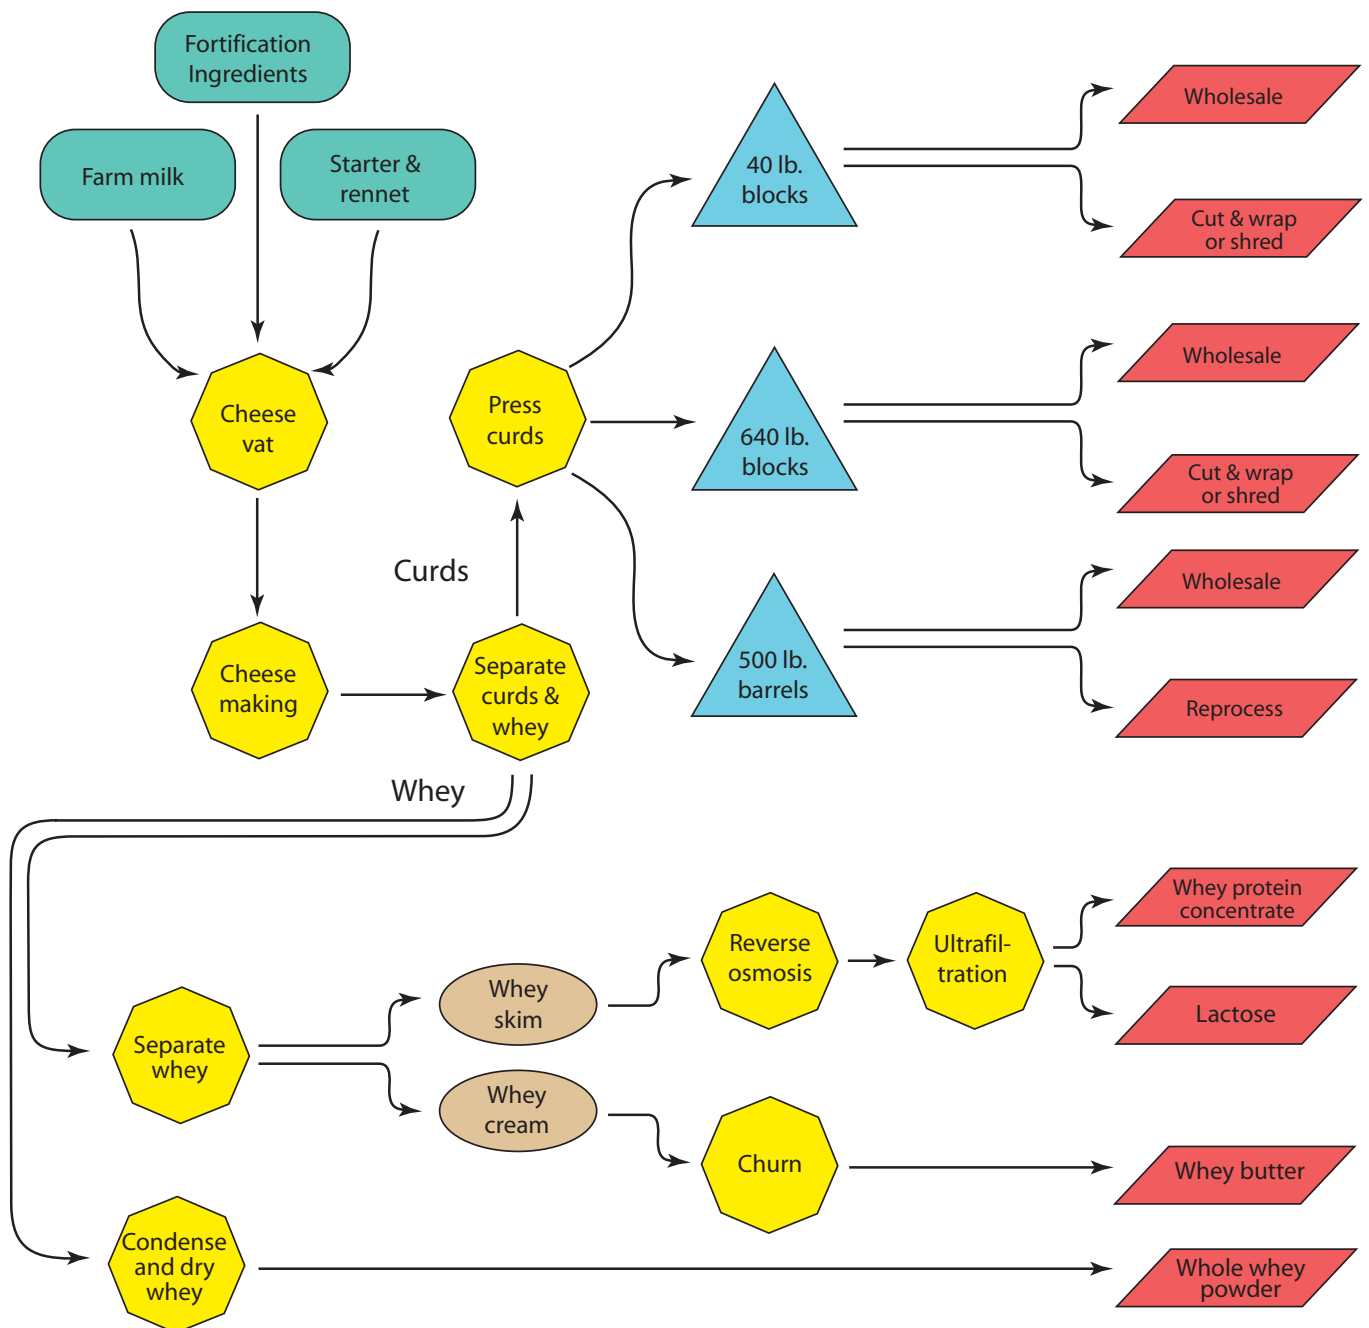 Fortification
Ingredients
Farm milk
Starter &
rennet
Cheese
vat
Cheese
making
Separate
curds &
whey
Curds
Press
curds
40 lb.
blocks
Wholesale
Cut & wrap
or shred
640 lb.
blocks
Wholesale
Cut & wrap
or shred
500 lb.
barrels
Wholesale
Reprocess
Whey
Separate
whey
Whey
skim
Reverse
osmosis
Ultrafil-
tration
Whey protein
concentrate
Lactose
Whey
cream
Churn
Whey butter
Condense
and dry
whey
Whole whey
powder